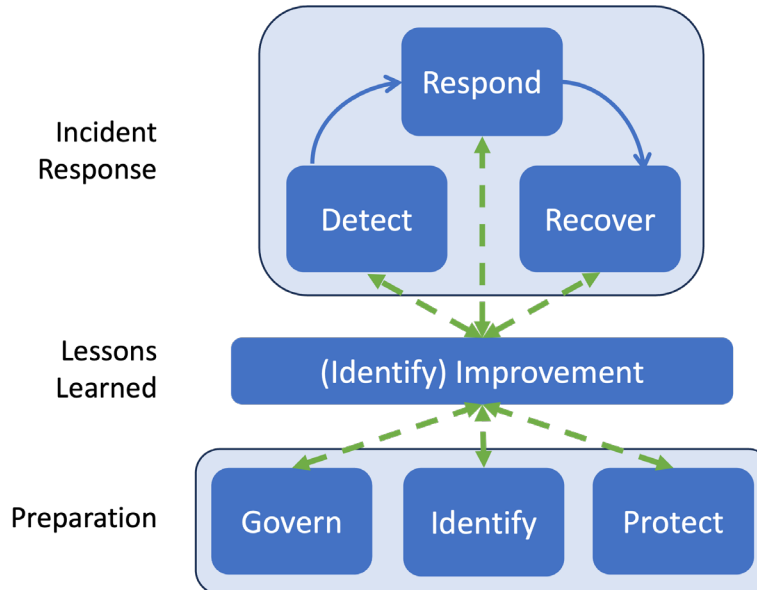 Incident
Response
Respond
Detect
Recover
Lessons
Learned
(Identify) Improvement
Preparation
Govern
Identify
Protect